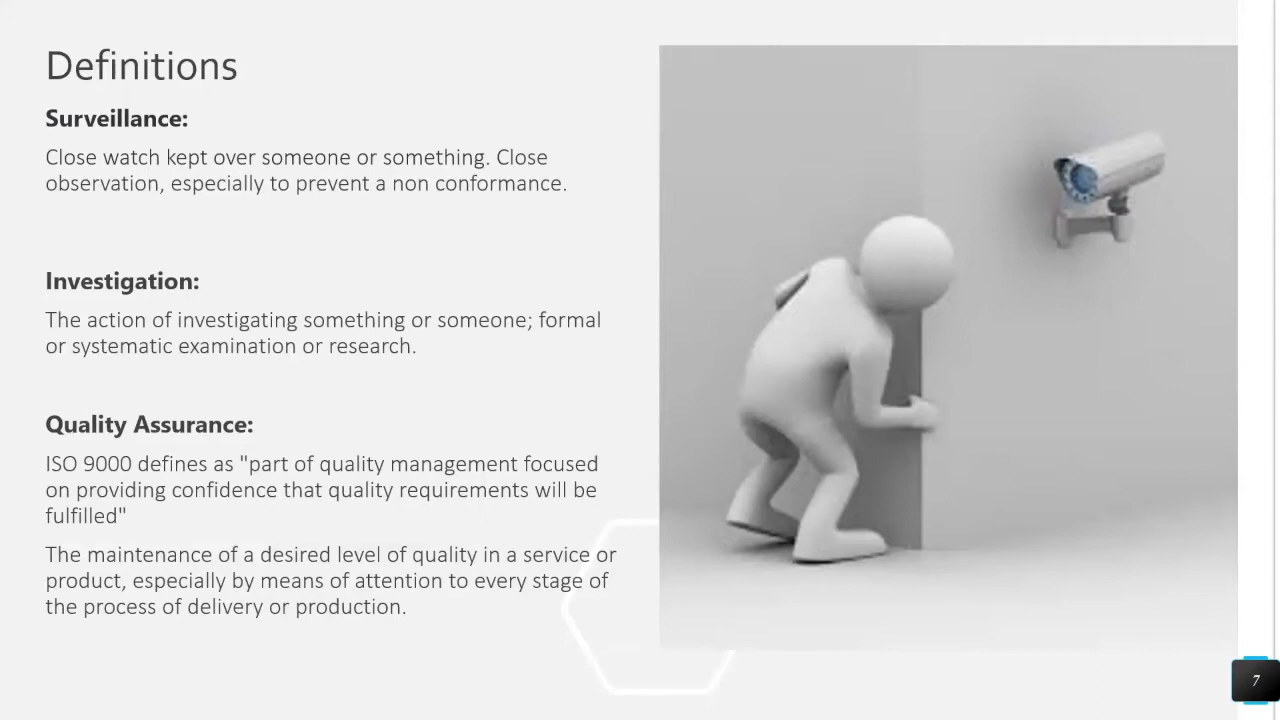 Definitions
Surveillance:
Close watch kept over someone or something. Close
observation, especially to prevent a non conformance.
Investigation:
The action of investigating something or someone; formal
or systematic examination or research.
Quality Assurance:
ISO 9000 defines as "part of quality management focused
on providing confidence that quality requirements will be
fulfilled"
The maintenance of a desired level of quality in a service or
product, especially by means of attention to every stage of
the process of delivery or production.
7